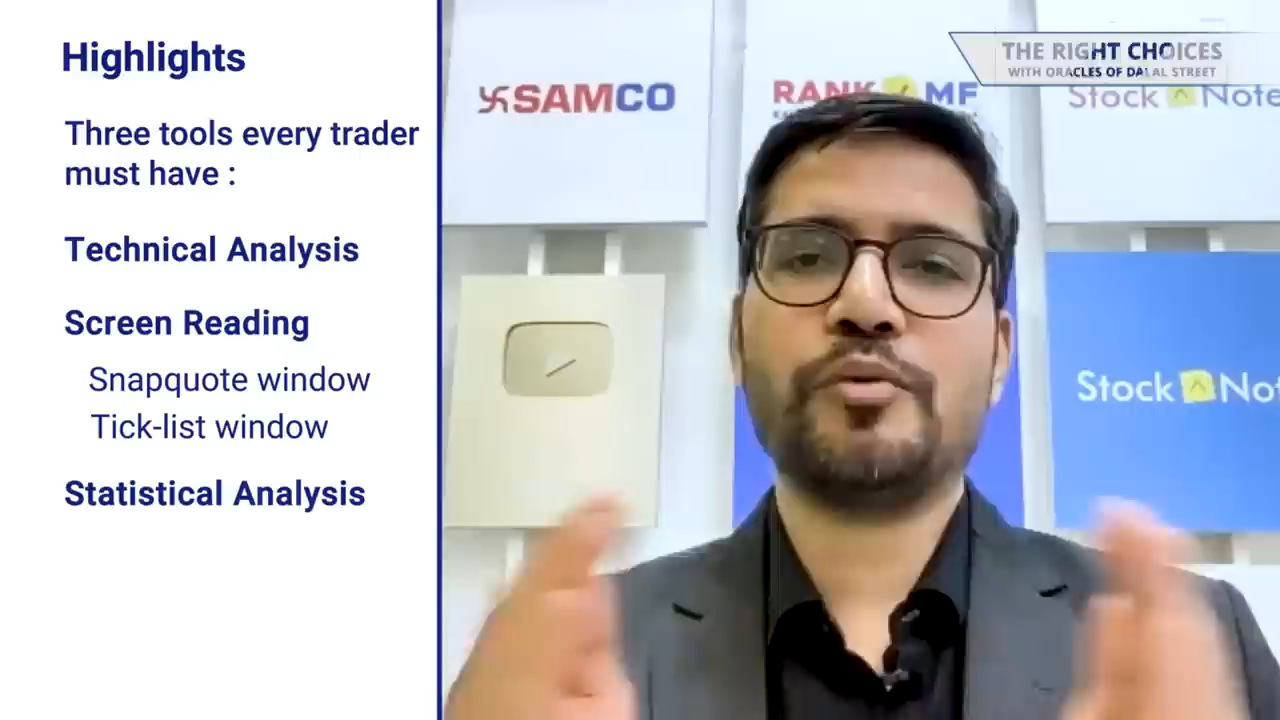 Highlights
Three tools every trader
must have :
Technical Analysis
Screen Reading
Snapquote window
Tick-list window
Statistical Analysis
SAMCO
RANK MF
THE RIGHT CHOICES
WITH ORACLES OF DALAL STREET
Stock Note
Stock Not